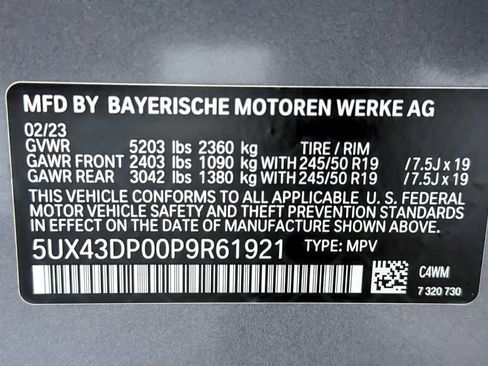 MFD BY BAYERISCHE MOTOREN WERKE AG
02/23
GVWR 5203 lbs 2360 kg TIRE / RIM
GAWR FRONT 2403 lbs 1090 kg WITH 245/50 R19 /7.5J x 19
GAWR REAR 3042 lbs 1380 kg WITH 245/50 R19 /7.5J x 19
THIS VEHICLE CONFORMS TO ALL APPLICABLE U. S. FEDERAL
MOTOR VEHICLE SAFETY AND THEFT PREVENTION STANDARDS
IN EFFECT ON THE DATE OF MANUFACTURE SHOWN ABOVE.
5UX43DP00P9R61921 TYPE: MPV
C4WM
7 320 730